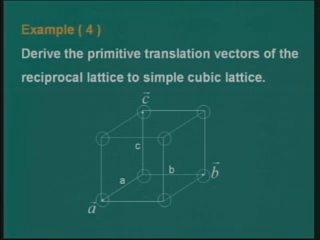 Example ( 4 )
Derive the primitive translation vectors of the
reciprocal lattice to simple cubic lattice.
c⃗
c
b
a
b⃗
a⃗